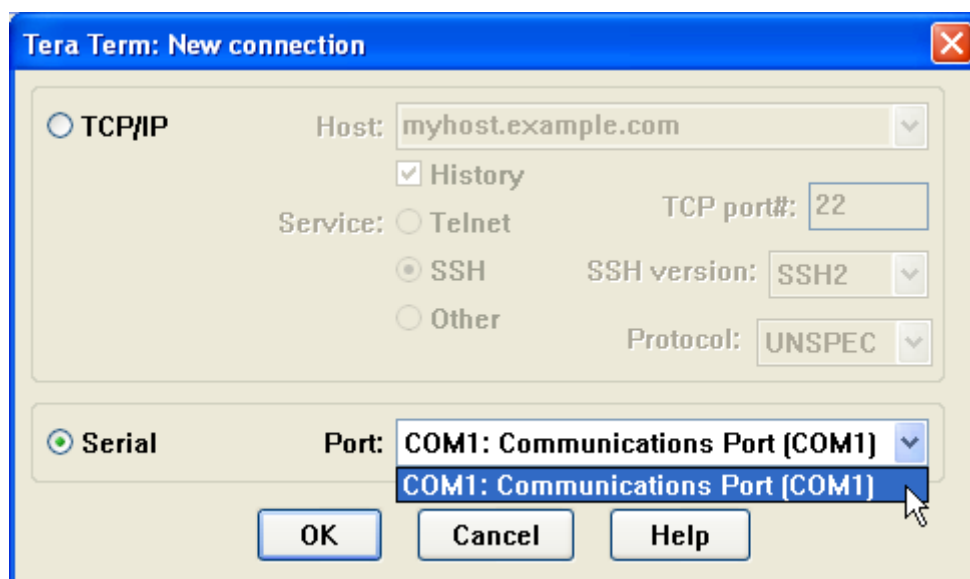 Tera Term: New connection
TCP/IP Host: myhost.example.com
History
Service: Telnet TCP port#: 22
SSH SSH version: SSH2
Other Protocol: UNSPEC
Serial Port: COM1: Communications Port (COM1)
COM1: Communications Port (COM1)
OK Cancel Help